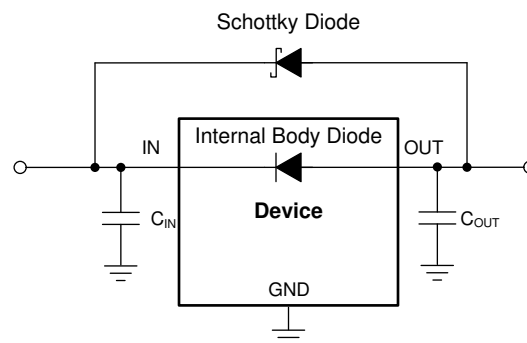 Schottky Diode
Internal Body Diode
IN
OUT
Device
C_IN
C_OUT
GND